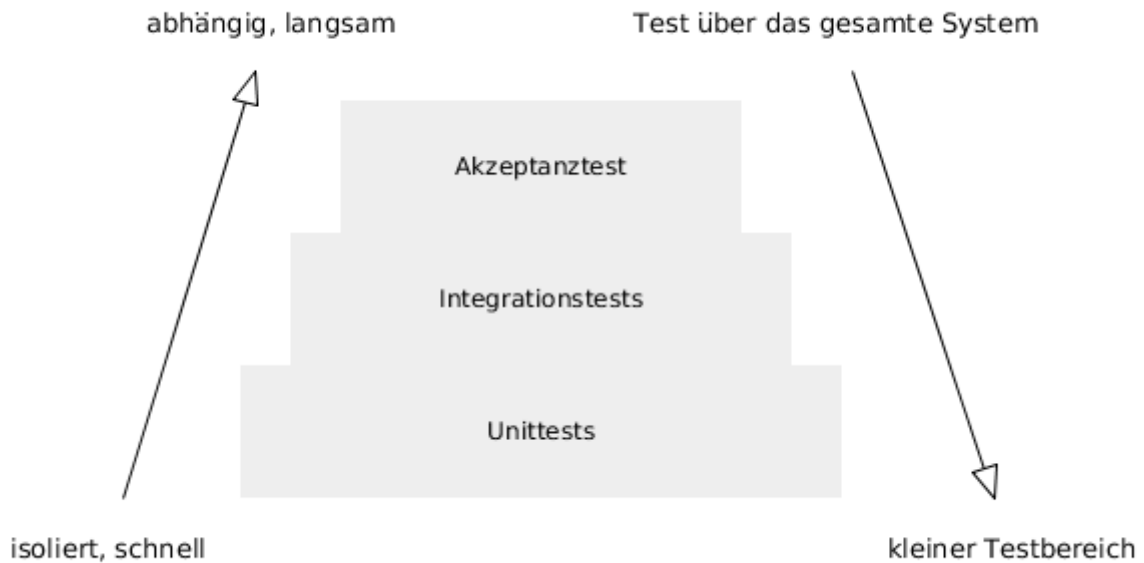 abhängig, langsam
Test über das gesamte System
Akzeptanztest
Integrationstests
Unittests
isoliert, schnell
kleiner Testbereich